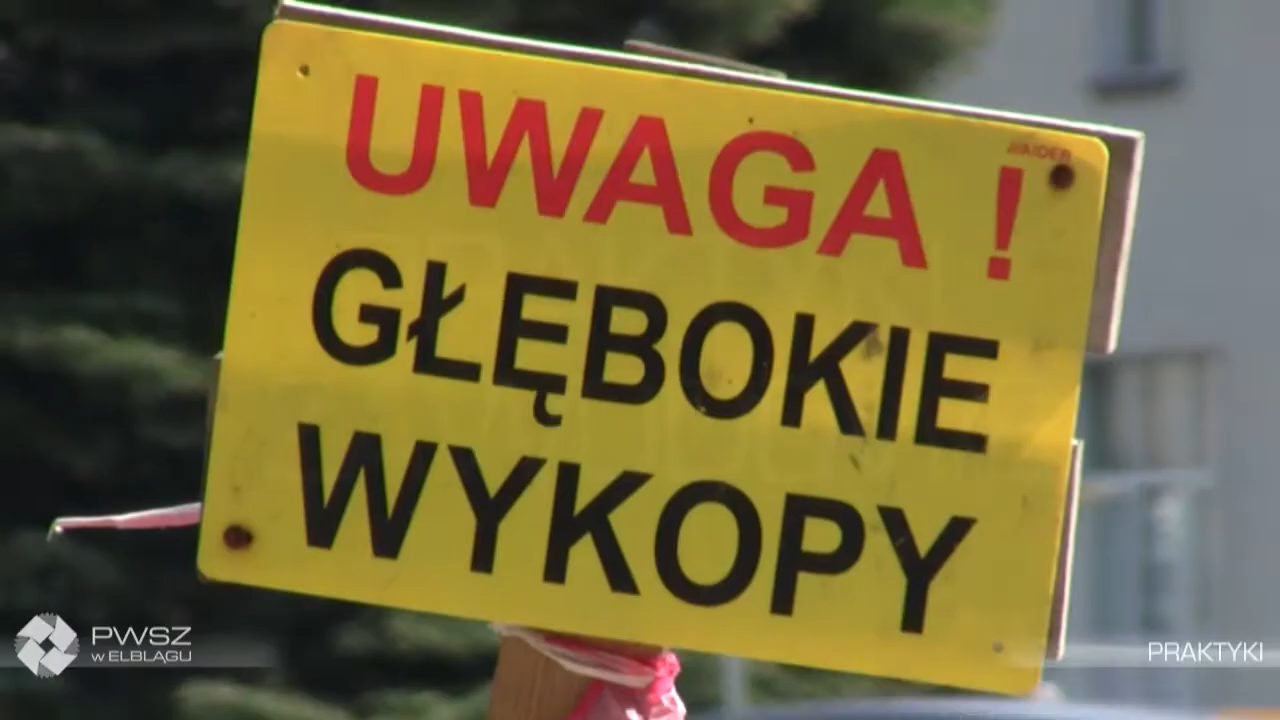 UWAGA !
GŁĘBOKIE
WYKOPY
PWSZ
W ELBLĄGU
PRAKTYKI